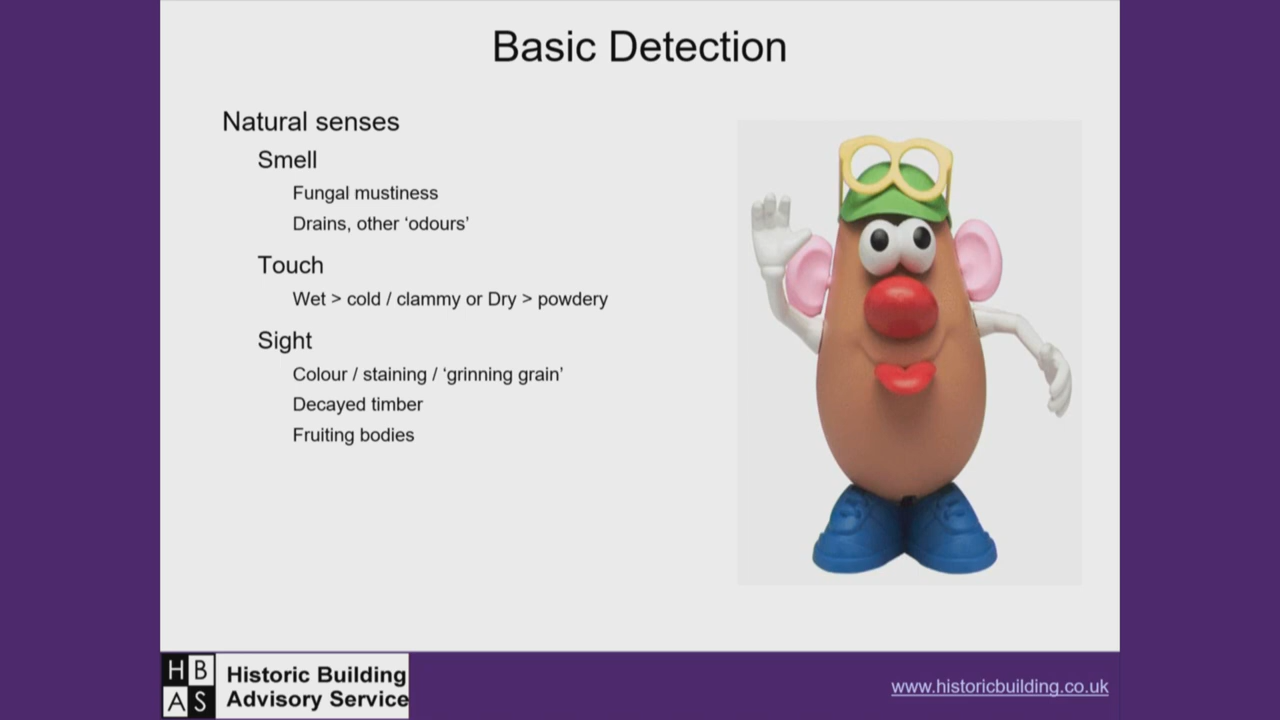 Basic Detection
Natural senses
Smell
Fungal mustiness
Drains, other ‘odours’
Touch
Wet > cold / clammy or Dry > powdery
Sight
Colour / staining / ‘grinning grain’
Decayed timber
Fruiting bodies
H B
A S
Historic Building
Advisory Service
www.historicbuilding.co.uk